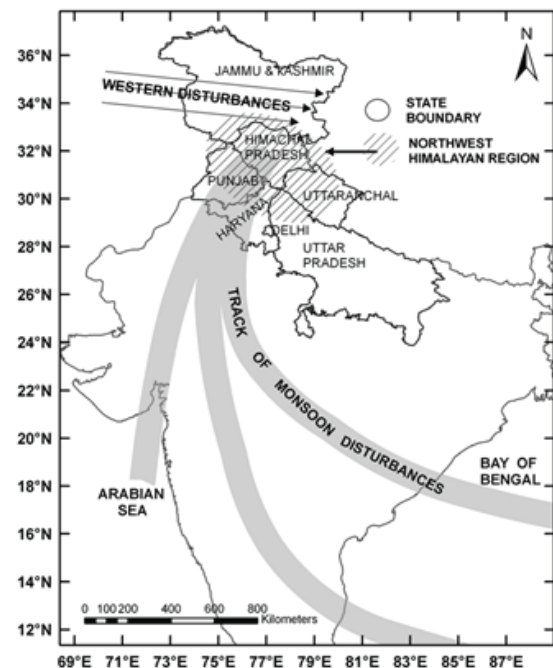 N
36°N
34°N
32°N
30°N
28°N
26°N
24°N
22°N
20°N
18°N
16°N
14°N
12°N
JAMMU & KASHMIR
WESTERN DISTURBANCES
STATE
BOUNDARY
HIMACHAL
PRADESH
NORTHWEST
HIMALAYAN REGION
PUNJAB
UTTARANCHAL
HARYANA
DELHI
UTTAR
PRADESH
TRACK OF MONSOON DISTURBANCES
BAY OF
BENGAL
ARABIAN
SEA
0 100 200 400 600 800
Kilometers
69°E 71°E 73°E 75°E 77°E 79°E 81°E 83°E 85°E 87°E